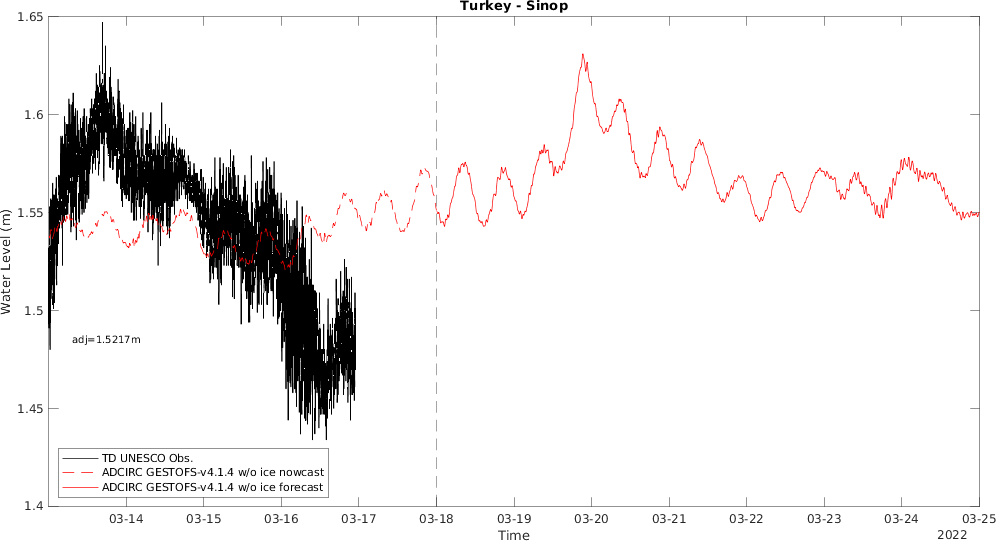 Turkey - Sinop
1.65
1.6
1.55
1.5
1.45
1.4
Water Level (m)
adj=1.5217m
TD UNESCO Obs.
ADCIRC GESTOFS-v4.1.4 w/o ice nowcast
ADCIRC GESTOFS-v4.1.4 w/o ice forecast
03-14 03-15 03-16 03-17 03-18 03-19 03-20 03-21 03-22 03-23 03-24 03-25
Time
2022